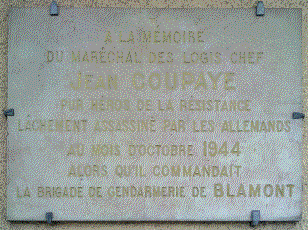 A LA MÉMOIRE
DU MARÉCHAL DES LOGIS CHEF
JEAN COUPAYE
PUR HÉROS DE LA RÉSISTANCE
LÂCHEMENT ASSASSINÉ PAR LES ALLEMANDS
AU MOIS D'OCTOBRE 1944
ALORS QU'IL COMMANDAIT
LA BRIGADE DE GENDARMERIE DE BLAMONT